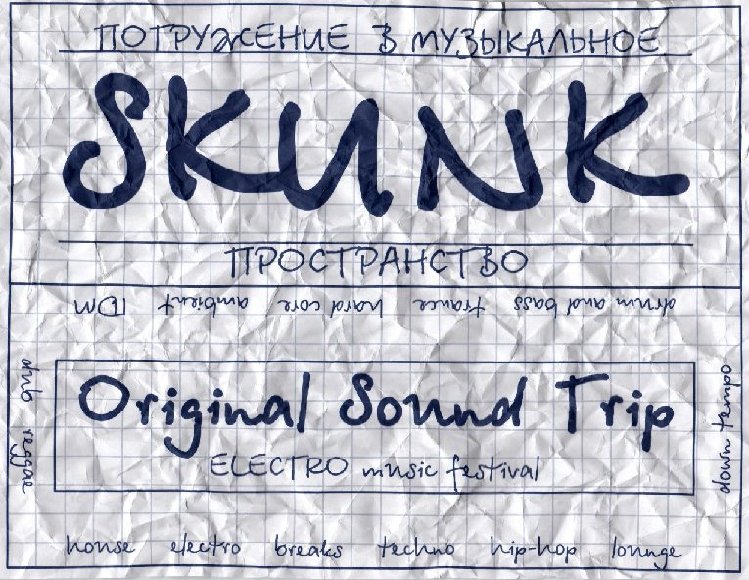 ПОГРУЖЕНИЕ В МУЗЫКАЛЬНОЕ
SKUNK
ПРОСТРАНСТВО
IDM ambient hard core trance drum and bass
dub reggae
Original Sound Trip
ELECTRO music festival
down tempo
house electro breaks techno hip-hop lounge